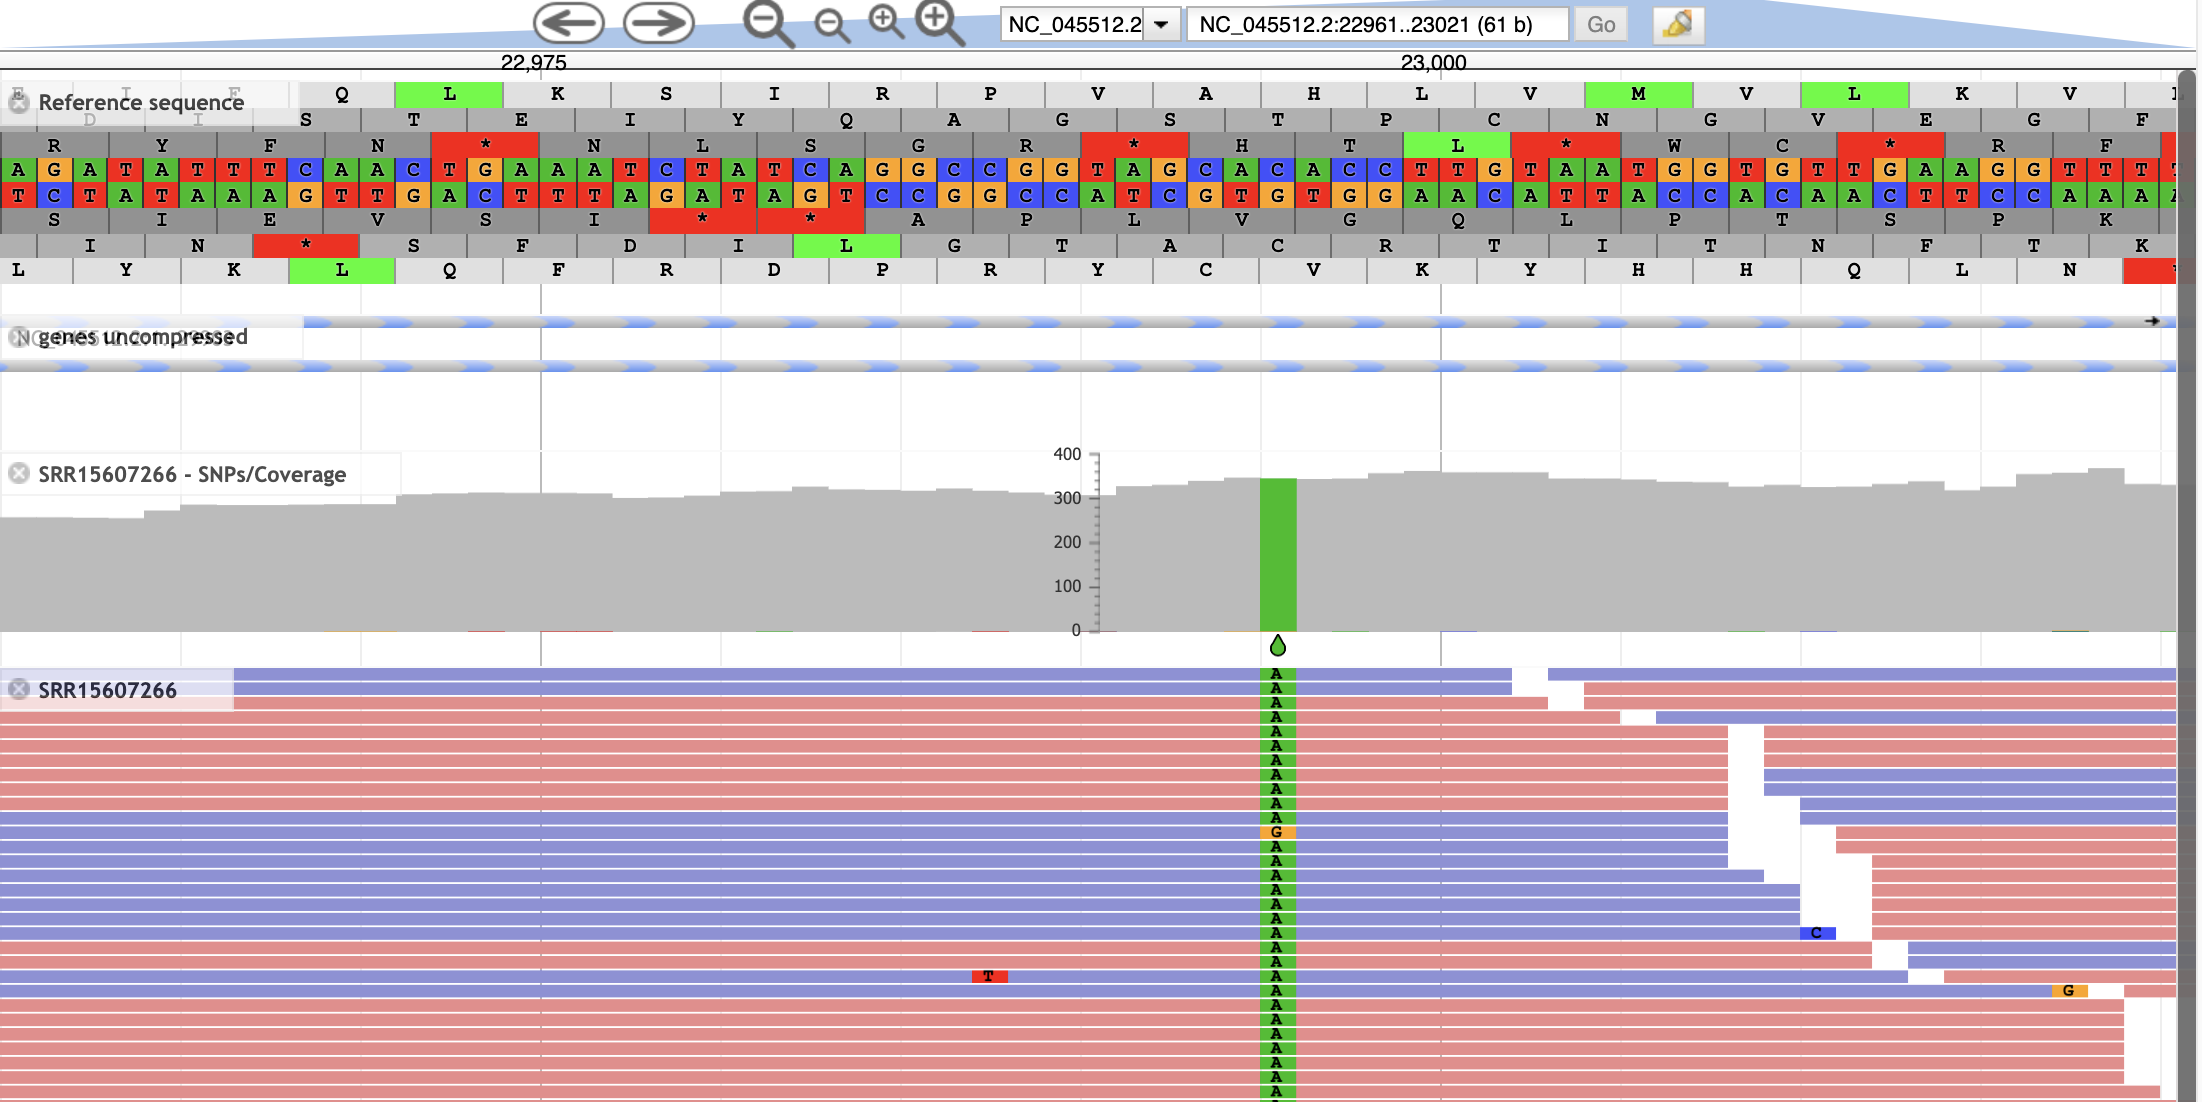 NC_045512.2 NC_045512.2:22961..23021 (61 b) Go
22,975 23,000
E I F Q L K S I R P V A H L V M V L K V
Reference sequence
D I S T E I Y Q A G S T P C N G V E G F
R Y F N * N L S G R * H T L * W C * R F
A G A T A T T T C A A C T G A A A T C T A T C A G G C C G G T A G C A C A C C T T G T A A T G G T G T T G A A G G T T T
T C T A T A A A G T T G A C T T T A G A T A G T C C G G C C A T C G T G T G G A A C A T T A C C A C A A C T T C C A A A
S I E V S I * * A P L V G Q L P T S P K
I N * S F D I L G T A C R T I T N F T K
L Y K L Q F R D P R Y C V K Y H H Q L N
genes uncompressed
SRR15607266 - SNPs/Coverage
400
300
200
100
0
SRR15607266
A
A
A
A
A
A
A
A
A
A
A
G
A
A
A
A
A
A
A C
A
A
T A
A G
A
A
A
A
A
A
A